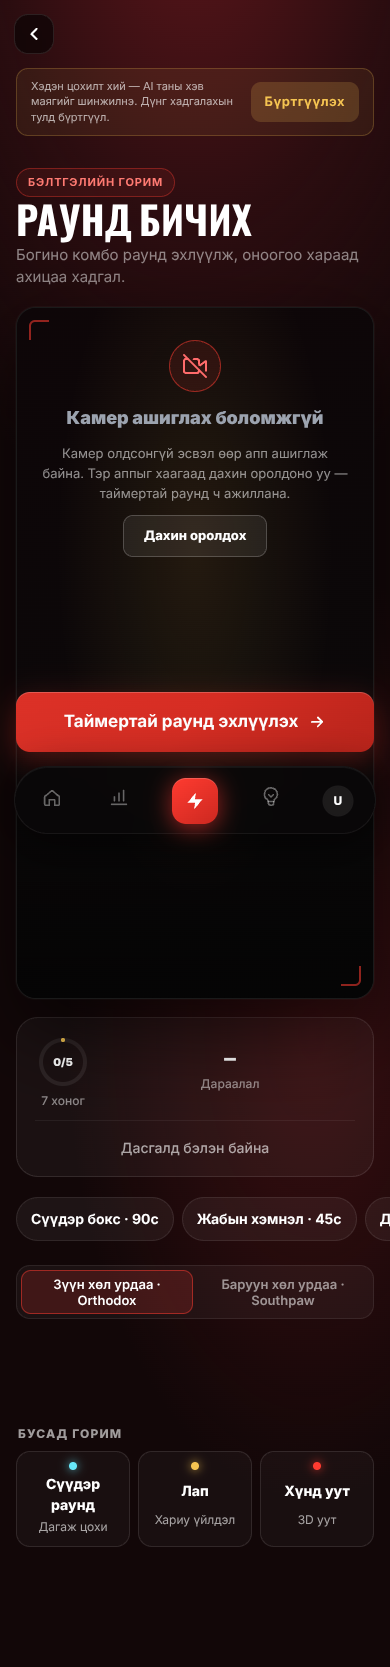 Хэдэн цохилт хий — AI таны хэв
маягийг шинжилнэ. Дүнг хадгалахын
тулд бүртгүүл.
Бүртгүүлэх
БЭЛТГЭЛИЙН ГОРИМ
РАУНД БИЧИХ
Богино комбо раунд эхлүүлж, оноогоо хараад
ахицаа хадгал.
Камер ашиглах боломжгүй
Камер олдсонгүй эсвэл өөр апп ашиглаж
байна. Тэр аппыг хаагаад дахин оролдоно уу —
таймертай раунд ч ажиллана.
Дахин оролдох
Таймертай раунд эхлүүлэх →
U
0/5
7 хоног
–
Дараалал
Дасгалд бэлэн байна
Сүүдэр бокс · 90с
Жабын хэмнэл · 45с
Зүүн хөл урдаа ·
Orthodox
Баруун хөл урдаа ·
Southpaw
БУСАД ГОРИМ
Сүүдэр
раунд
Дагаж цохи
Лап
Хариу үйлдэл
Хүнд уут
3D уут